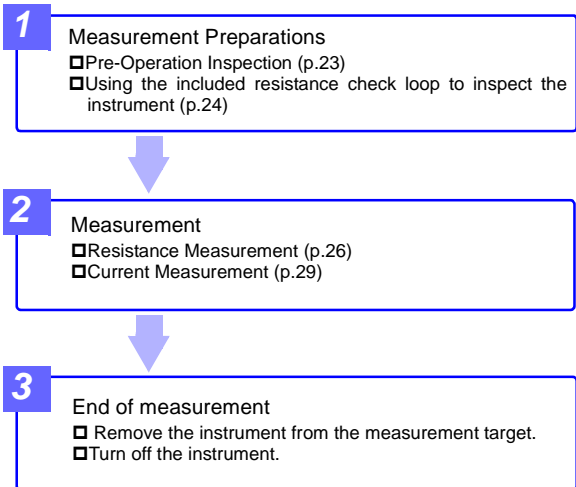 1
Measurement Preparations
❑Pre-Operation Inspection (p.23)
❑Using the included resistance check loop to inspect the
instrument (p.24)
2
Measurement
❑Resistance Measurement (p.26)
❑Current Measurement (p.29)
3
End of measurement
❑ Remove the instrument from the measurement target.
❑Turn off the instrument.